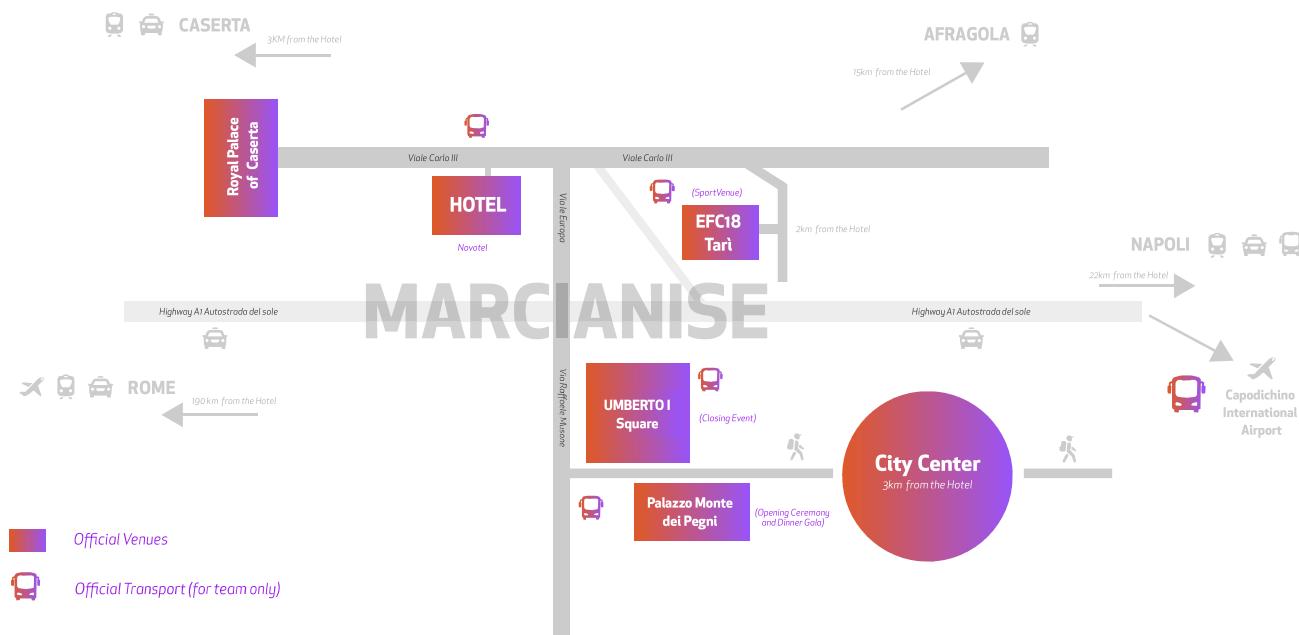 CASERTA
3KM from the Hotel
AFRAGOLA
15km from the Hotel
Royal Palace
of Caserta
Viale Carlo III
Viale Carlo III
HOTEL
Novotel
Via le Europa
(SportVenue)
EFC18
Tarì
2km from the Hotel
NAPOLI
22km from the Hotel
MARCIANISE
Highway A1 Autostrada del sole
Highway A1 Autostrada del sole
ROME
190 km from the Hotel
Via Raffaele Musone
UMBERTO I
Square
(Closing Event)
Capodichino
International
Airport
City Center
3km from the Hotel
Palazzo Monte
dei Pegni
(Opening Ceremony
and Dinner Gala)
Official Venues
Official Transport (for team only)